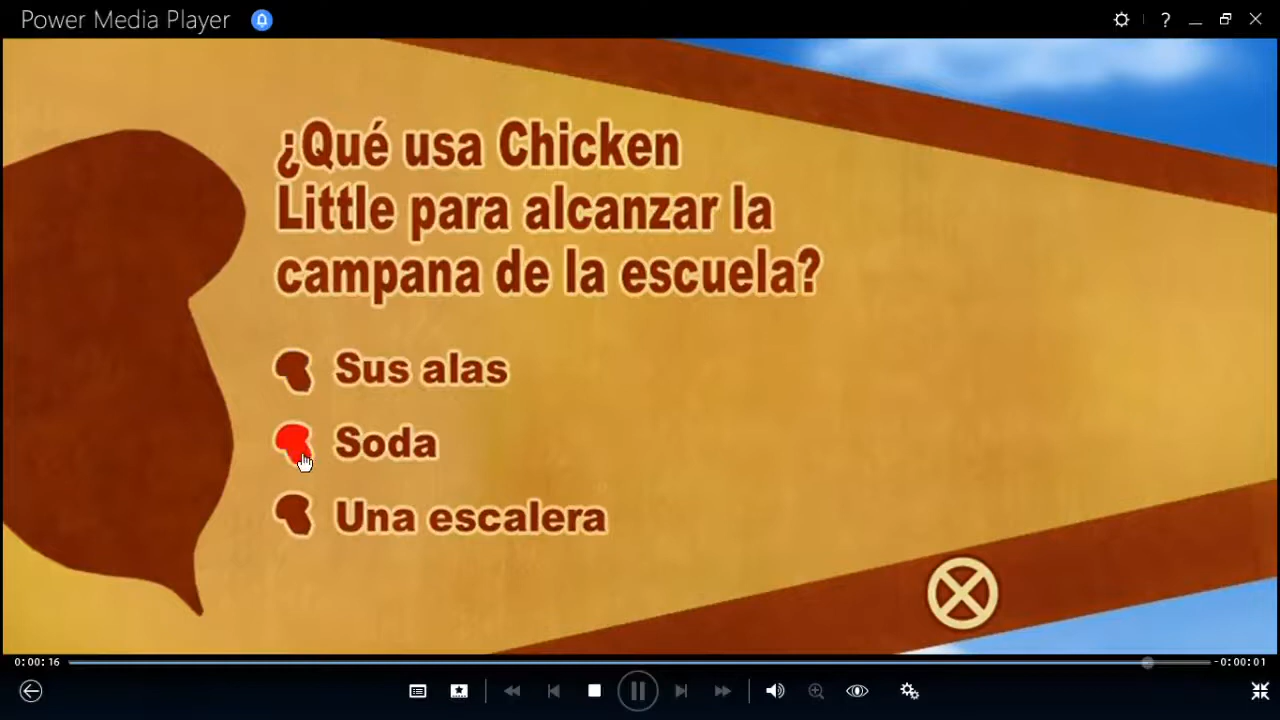 Power Media Player
?
¿Qué usa Chicken
Little para alcanzar la
campana de la escuela?
Sus alas
Soda
Una escalera
0:00:16
-0:00:01